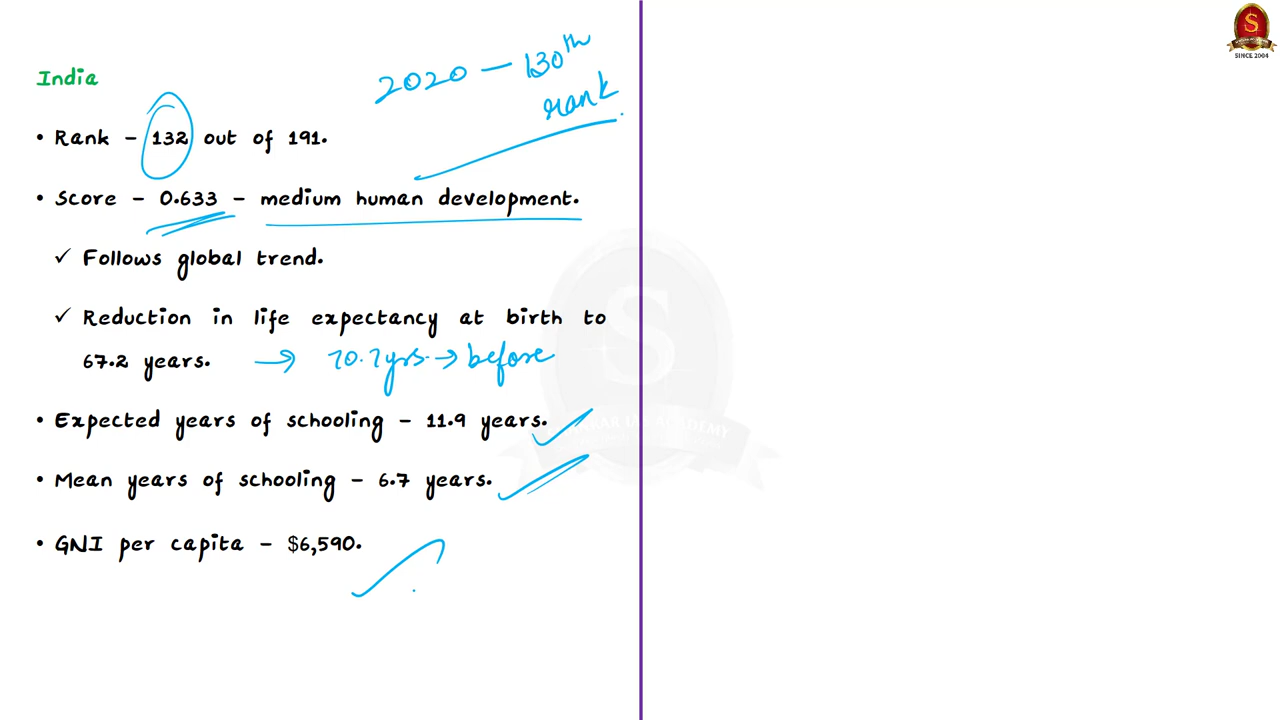 India
2020 – 130th
rank.
• Rank – 132 out of 191.
• Score – 0.633 – medium human development.
✓ Follows global trend.
✓ Reduction in life expectancy at birth to
67.2 years. → 70.7yrs. → before
• Expected years of schooling – 11.9 years.
• Mean years of schooling – 6.7 years.
• GNI per capita – $6,590.
S
SINCE 2004